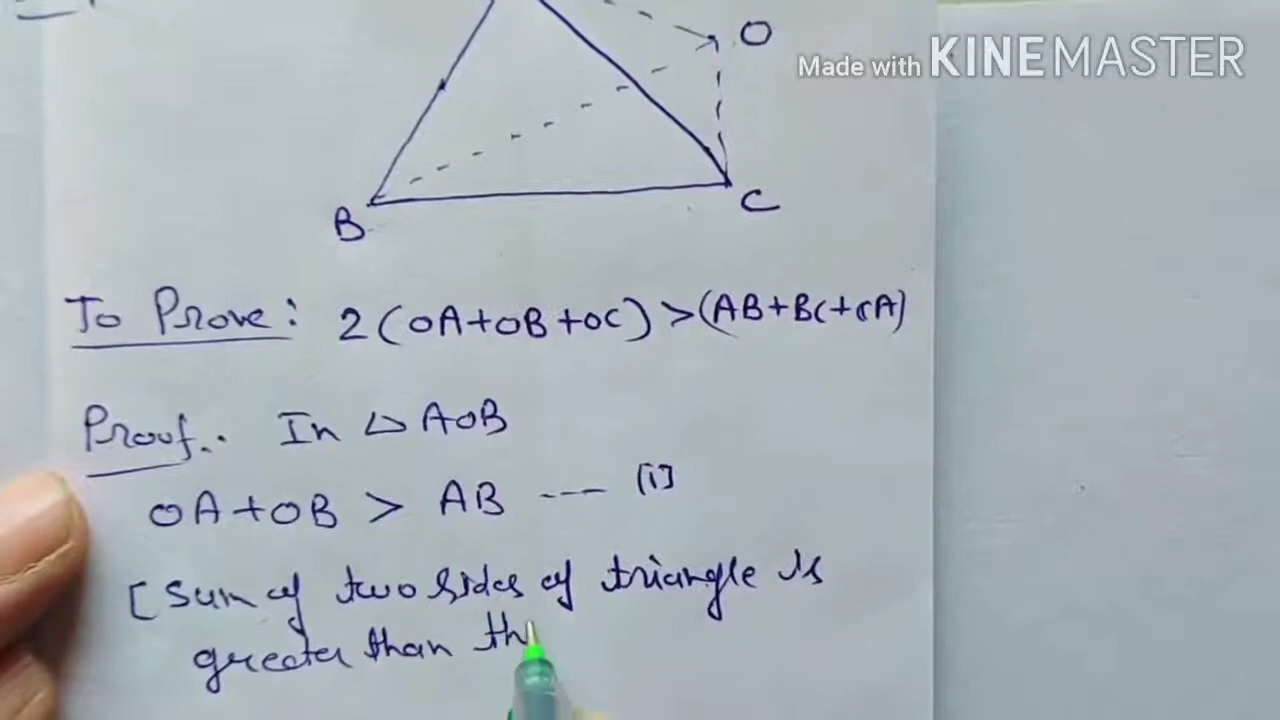 O
Made with KINEMASTER
B
C
To Prove: 2(OA+OB+OC) > (AB+BC+CA)
Proof.. In △ AOB
OA+OB > AB --- (i)
[Sum of two sides of triangle is
greater than th